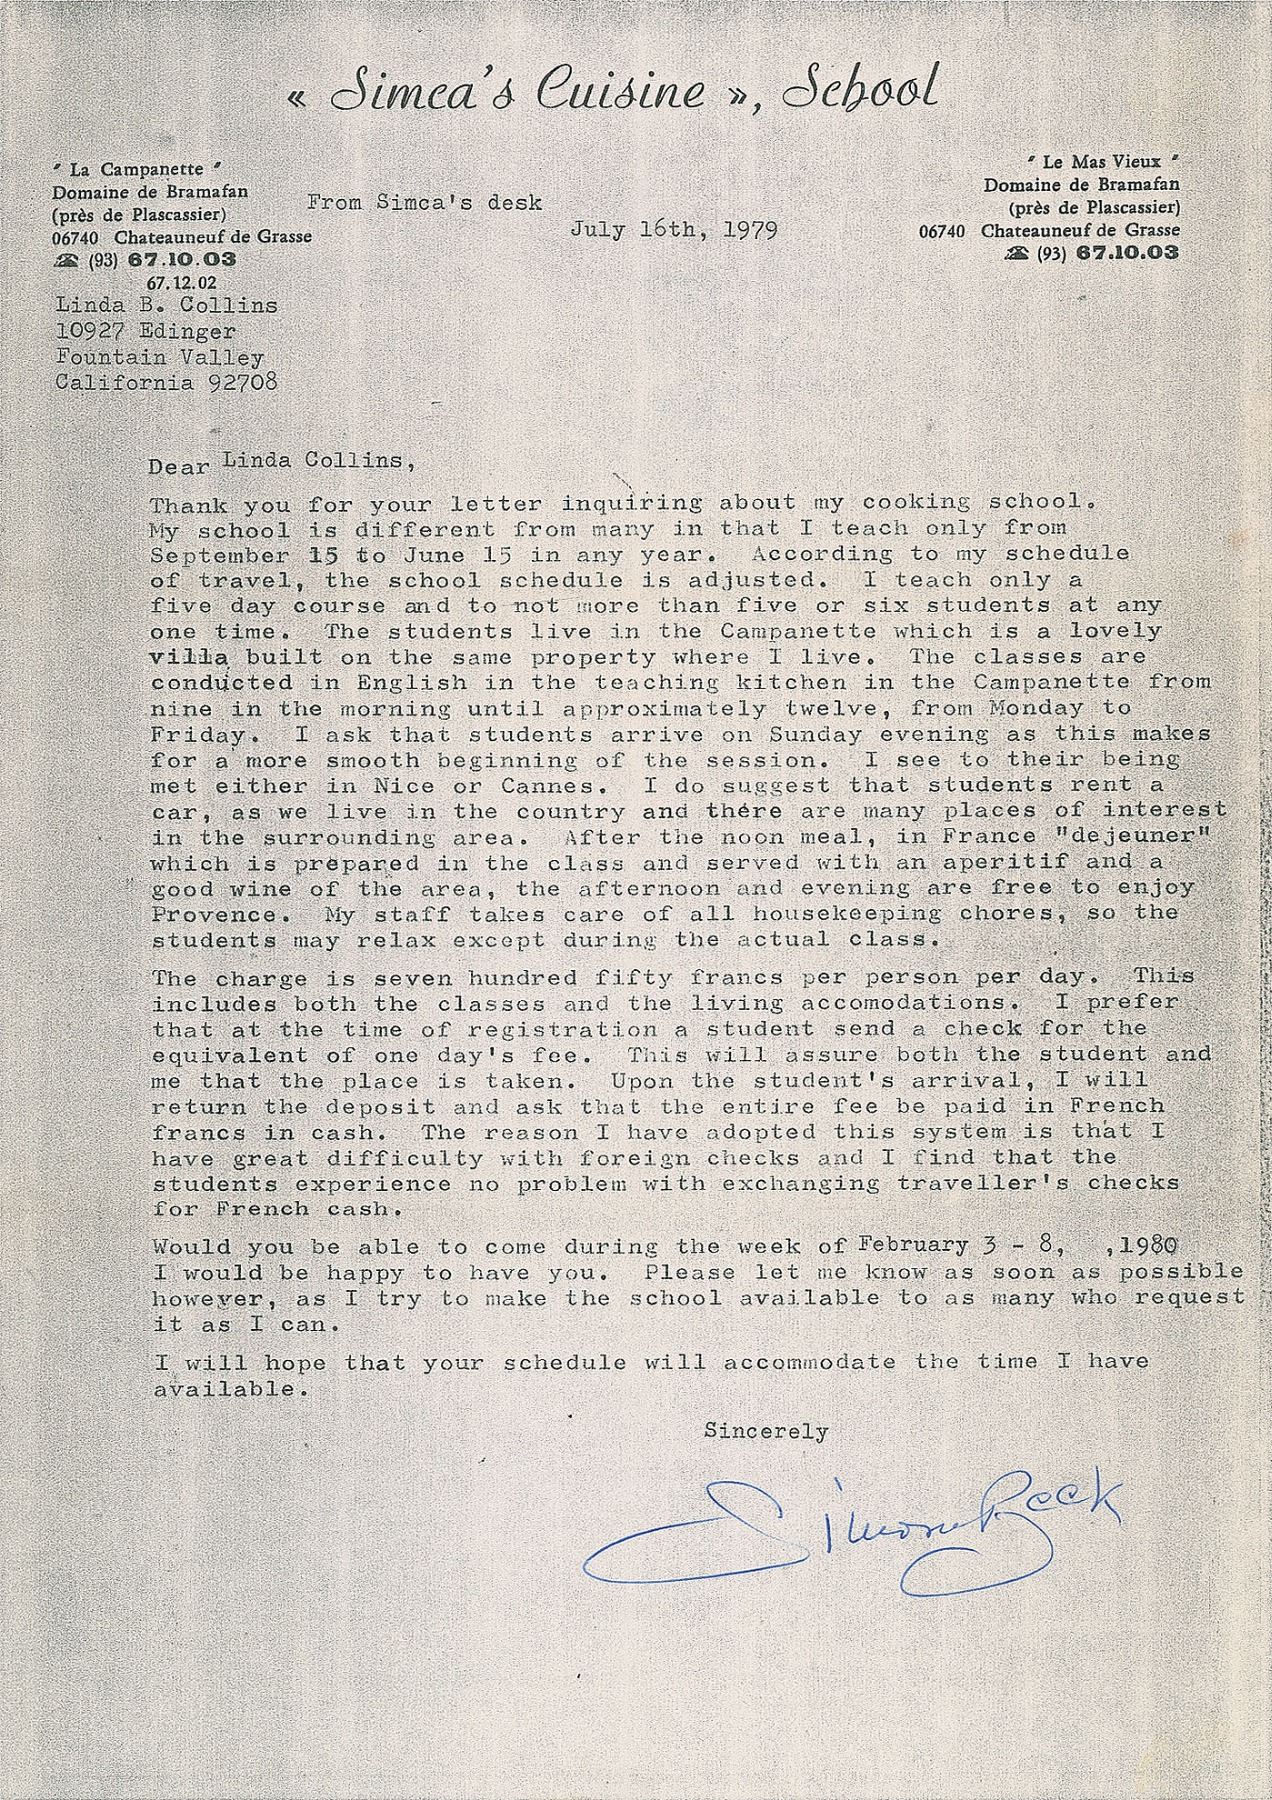 « Simca's Cuisine », School
" La Campanette "
Domaine de Bramafan
(près de Plascassier)
06740 Chateauneuf de Grasse
☎ (93) 67.10.03
67.12.02
From Simca's desk
July 16th, 1979
" Le Mas Vieux "
Domaine de Bramafan
(près de Plascassier)
06740 Chateauneuf de Grasse
☎ (93) 67.10.03
Linda B. Collins
10927 Edinger
Fountain Valley
California 92708
Dear Linda Collins,
Thank you for your letter inquiring about my cooking school.
My school is different from many in that I teach only from
September 15 to June 15 in any year. According to my schedule
of travel, the school schedule is adjusted. I teach only a
five day course and to not more than five or six students at any
one time. The students live in the Campanette which is a lovely
villa built on the same property where I live. The classes are
conducted in English in the teaching kitchen in the Campanette from
nine in the morning until approximately twelve, from Monday to
Friday. I ask that students arrive on Sunday evening as this makes
for a more smooth beginning of the session. I see to their being
met either in Nice or Cannes. I do suggest that students rent a
car, as we live in the country and there are many places of interest
in the surrounding area. After the noon meal, in France "dejeuner"
which is prepared in the class and served with an aperitif and a
good wine of the area, the afternoon and evening are free to enjoy
Provence. My staff takes care of all housekeeping chores, so the
students may relax except during the actual class.
The charge is seven hundred fifty francs per person per day. This
includes both the classes and the living accomodations. I prefer
that at the time of registration a student send a check for the
equivalent of one day's fee. This will assure both the student and
me that the place is taken. Upon the student's arrival, I will
return the deposit and ask that the entire fee be paid in French
francs in cash. The reason I have adopted this system is that I
have great difficulty with foreign checks and I find that the
students experience no problem with exchanging traveller's checks
for French cash.
Would you be able to come during the week of February 3 - 8, ,1980
I would be happy to have you. Please let me know as soon as possible
however, as I try to make the school available to as many who request
it as I can.
I will hope that your schedule will accommodate the time I have
available.
Sincerely
Simone Beck